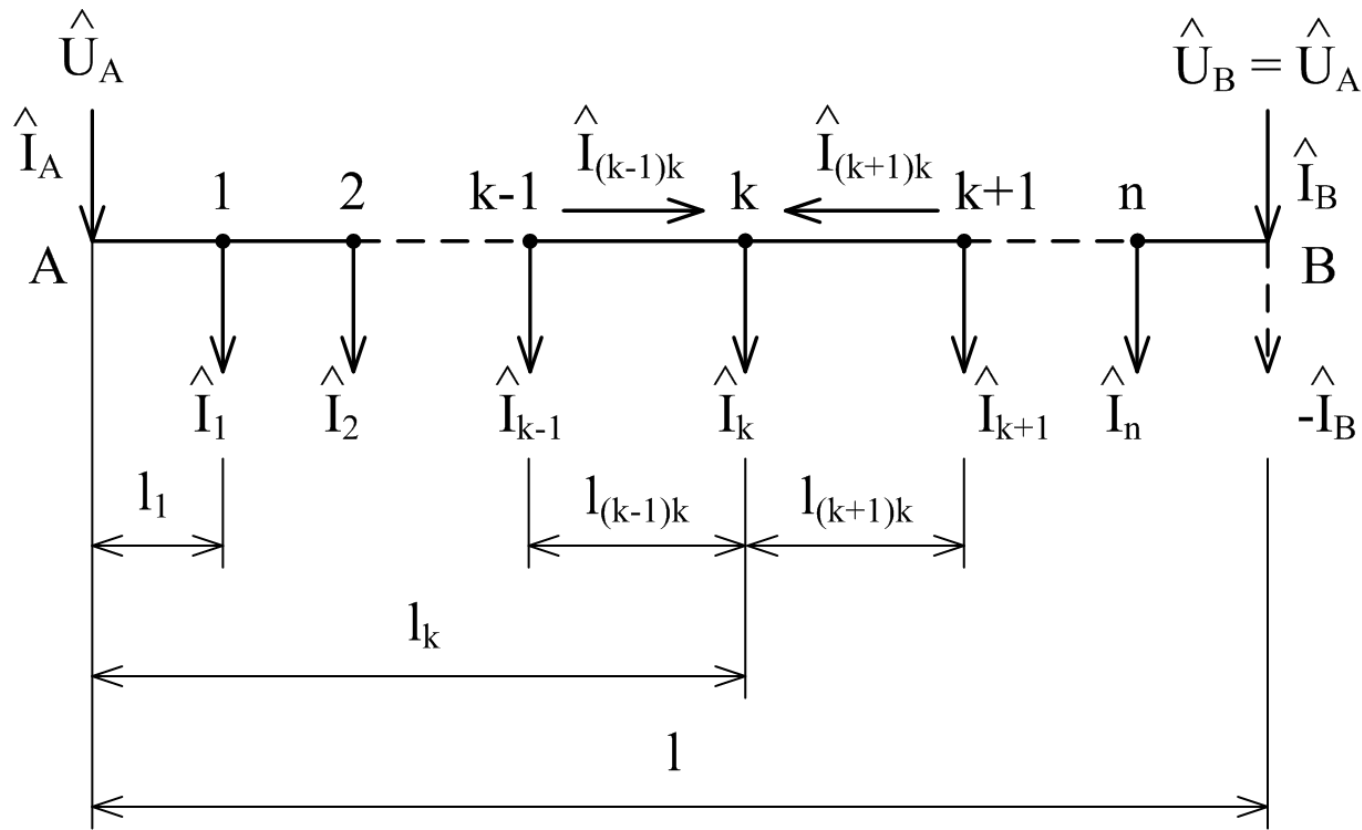 Û_A Û_B = Û_A
Î_A Î_(k-1)k Î_(k+1)k Î_B
1 2 k-1 k k+1 n
A B
Î_1 Î_2 Î_k-1 Î_k Î_k+1 Î_n -Î_B
l_1 l_(k-1)k l_(k+1)k
l_k
l